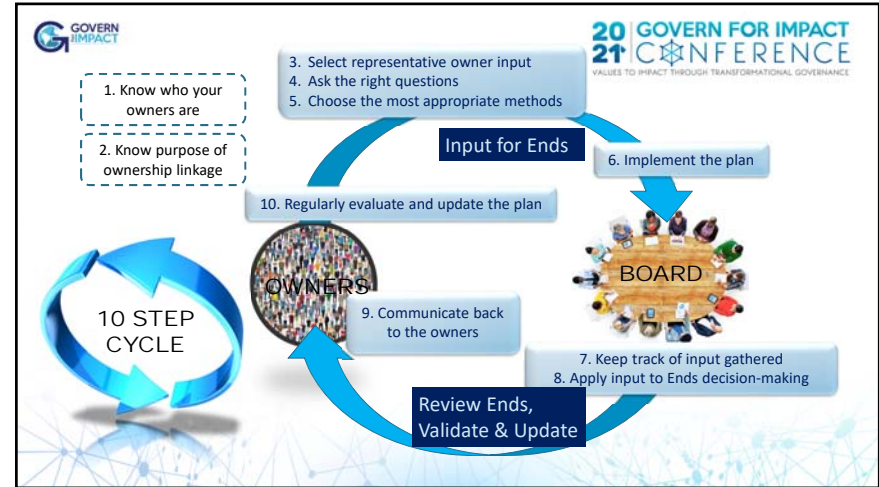 GOVERN
for IMPACT
20 GOVERN FOR IMPACT
21 CONFERENCE
VALUES TO IMPACT THROUGH TRANSFORMATIONAL GOVERNANCE
1. Know who your
owners are
2. Know purpose of
ownership linkage
3. Select representative owner input
4. Ask the right questions
5. Choose the most appropriate methods
Input for Ends
6. Implement the plan
10. Regularly evaluate and update the plan
OWNERS
BOARD
10 STEP
CYCLE
9. Communicate back
to the owners
7. Keep track of input gathered
8. Apply input to Ends decision-making
Review Ends,
Validate & Update